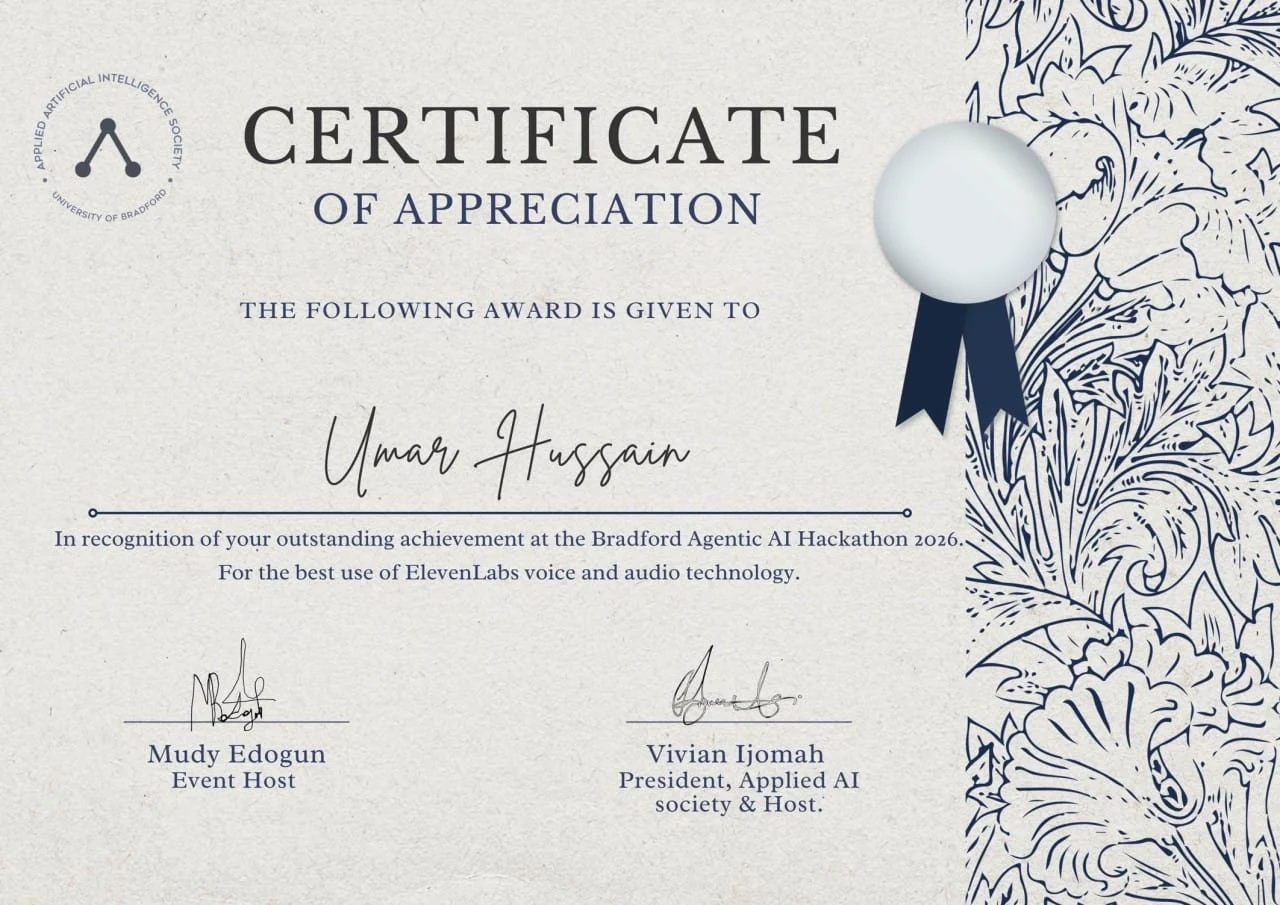 APPLIED ARTIFICIAL INTELLIGENCE SOCIETY
UNIVERSITY OF BRADFORD
CERTIFICATE
OF APPRECIATION
THE FOLLOWING AWARD IS GIVEN TO
Umar Hussain
In recognition of your outstanding achievement at the Bradford Agentic AI Hackathon 2026.
For the best use of ElevenLabs voice and audio technology.
Mudy Edogun
Event Host
Vivian Ijomah
President, Applied AI
society & Host.